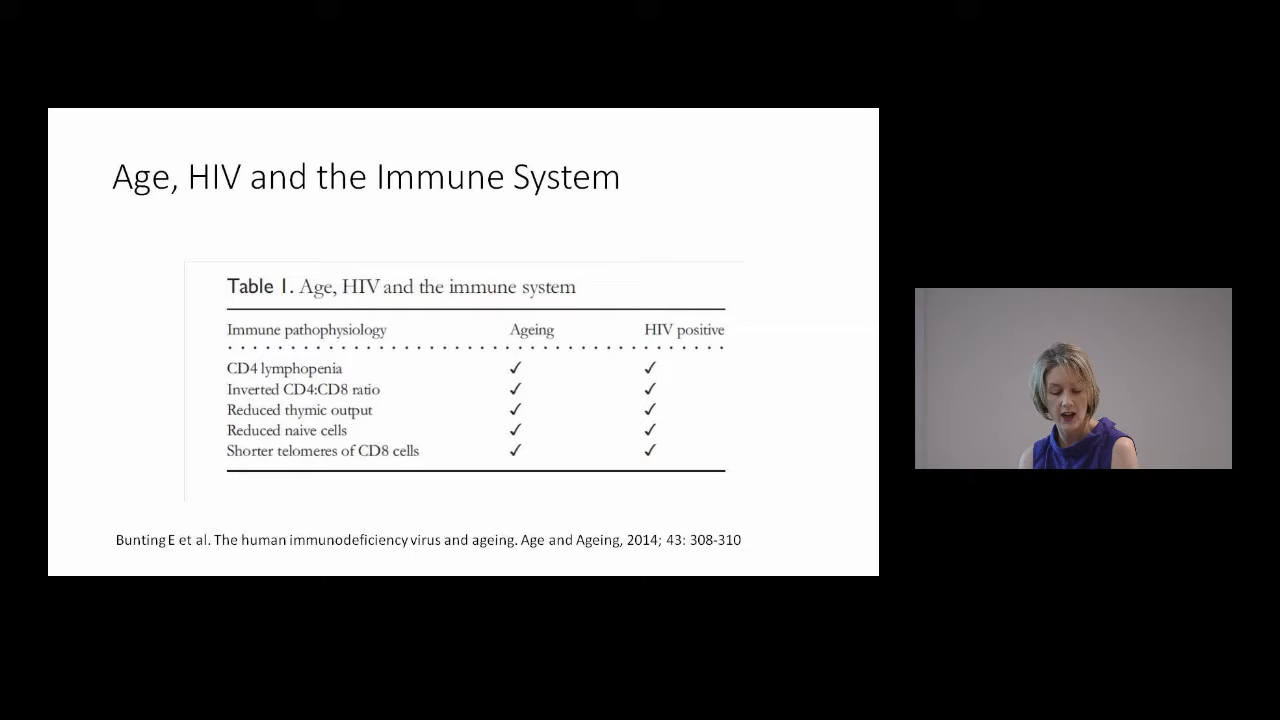 Age, HIV and the Immune System
Table 1. Age, HIV and the immune system
Immune pathophysiology Ageing HIV positive
CD4 lymphopenia ✓ ✓
Inverted CD4:CD8 ratio ✓ ✓
Reduced thymic output ✓ ✓
Reduced naive cells ✓ ✓
Shorter telomeres of CD8 cells ✓ ✓
Bunting E et al. The human immunodeficiency virus and ageing. Age and Ageing, 2014; 43: 308-310